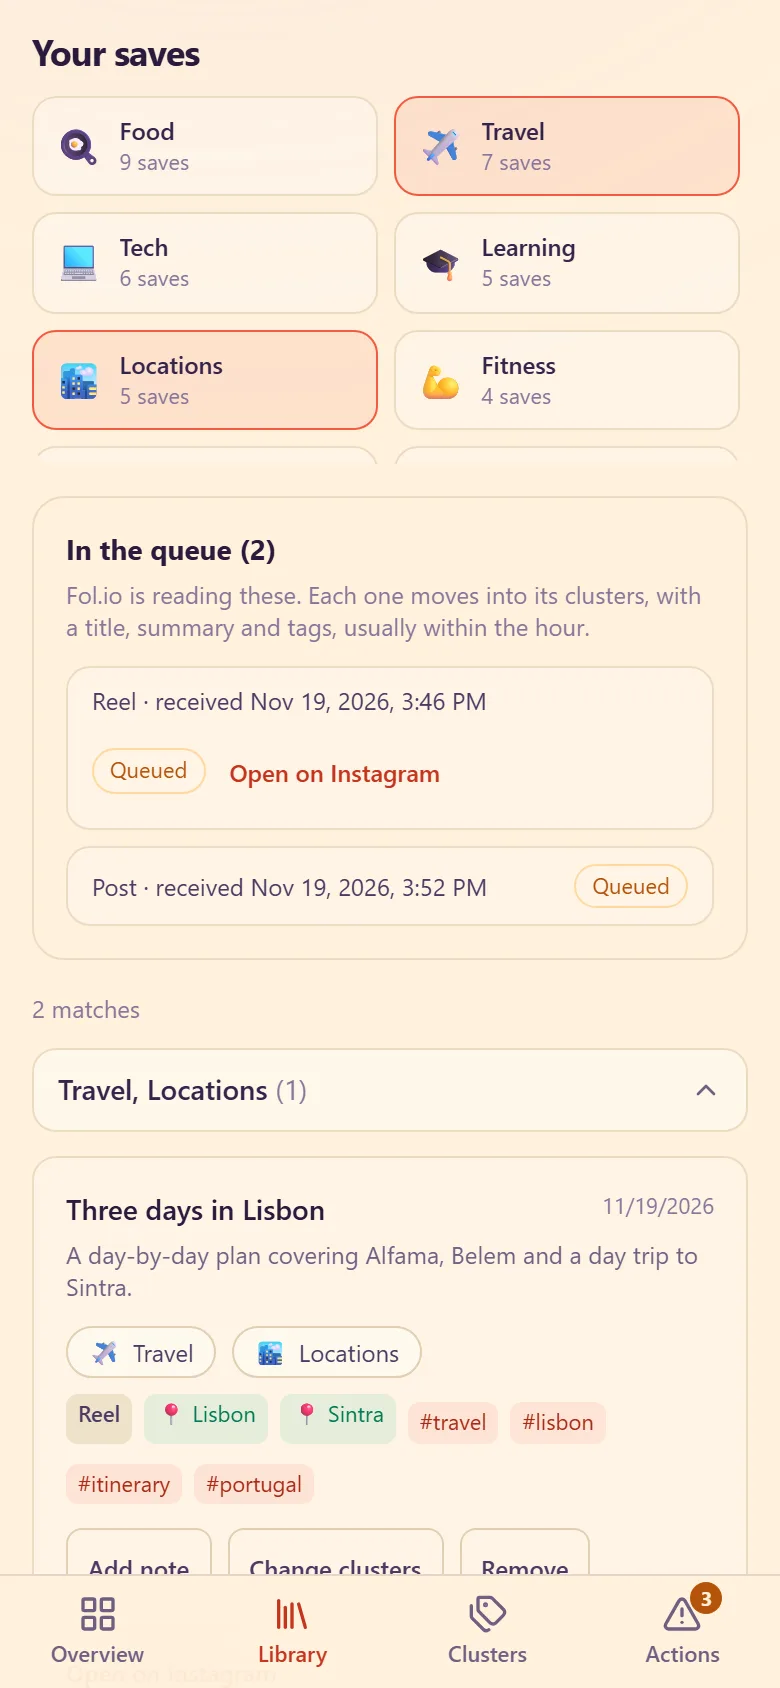 Your saves
Food
9 saves
Travel
7 saves
Tech
6 saves
Learning
5 saves
Locations
5 saves
Fitness
4 saves
In the queue (2)
Fol.io is reading these. Each one moves into its clusters, with
a title, summary and tags, usually within the hour.
Reel · received Nov 19, 2026, 3:46 PM
Queued
Open on Instagram
Post · received Nov 19, 2026, 3:52 PM
Queued
2 matches
Travel, Locations (1)
Three days in Lisbon
11/19/2026
A day-by-day plan covering Alfama, Belem and a day trip to
Sintra.
Travel
Locations
Reel
Lisbon
Sintra
#travel
#lisbon
#itinerary
#portugal
Add note
Change clusters
Remove
3
Overview
Library
Clusters
Actions
Open on Instagram